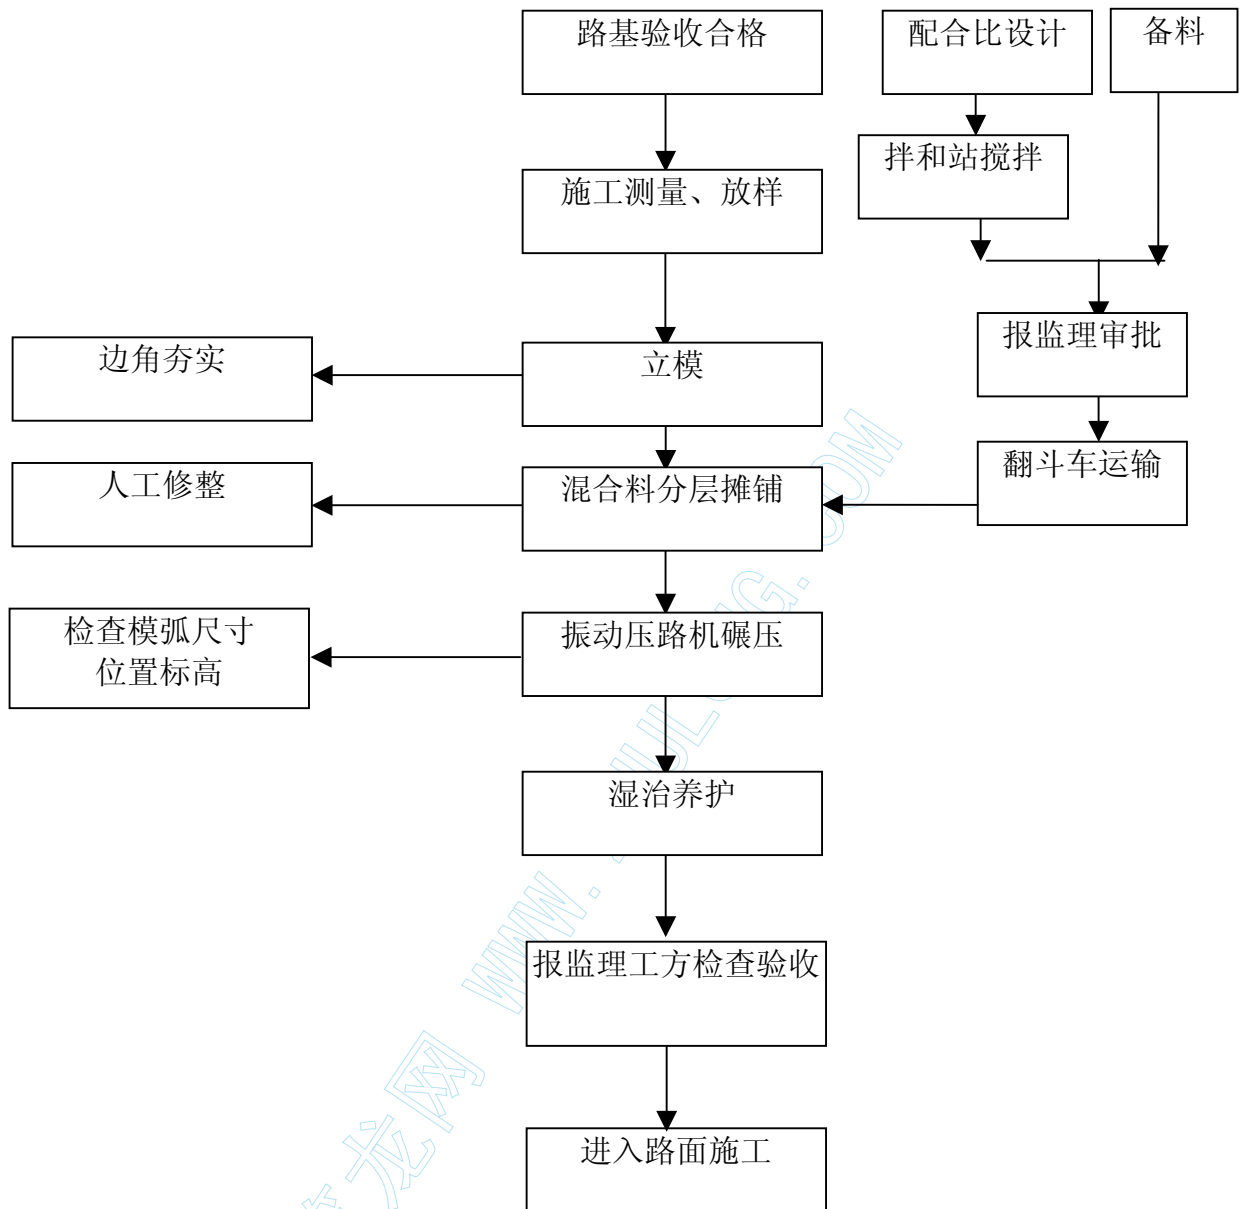 路基验收合格
配合比设计
备料
拌和站搅拌
施工测量、放样
报监理审批
边角夯实
立模
翻斗车运输
人工修整
混合料分层摊铺
检查模弧尺寸
位置标高
振动压路机碾压
湿治养护
报监理工方检查验收
进入路面施工